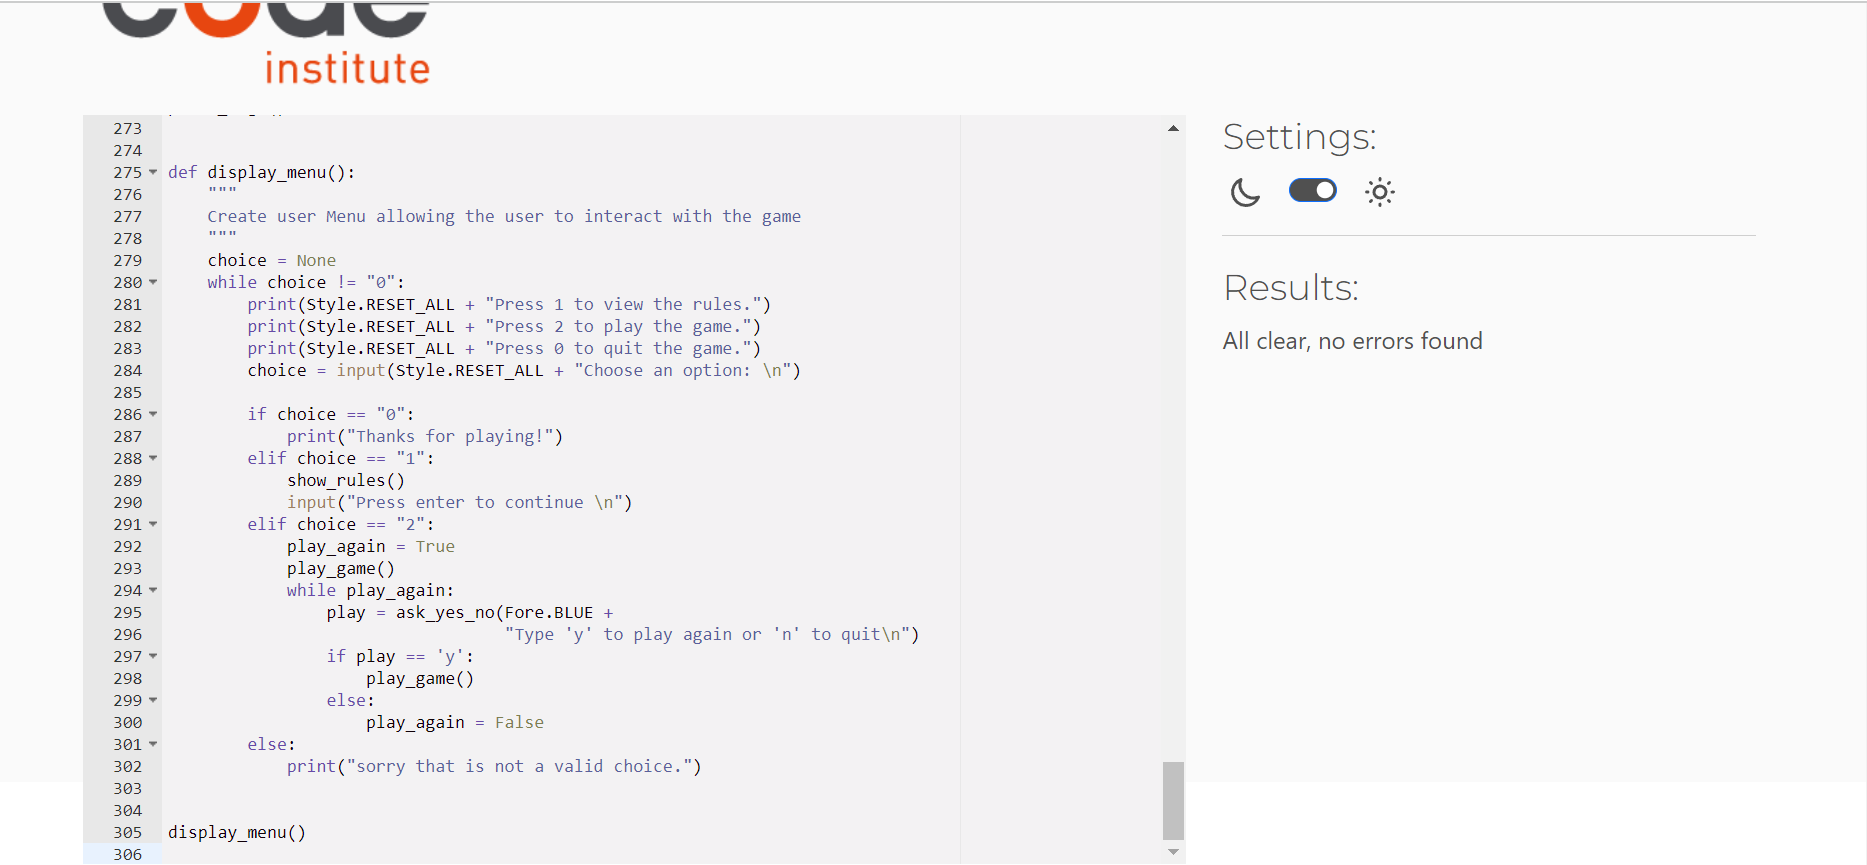 code
institute
273
274
275 def display_menu():
276 """
277 Create user Menu allowing the user to interact with the game
278 """
279 choice = None
280 while choice != "0":
281 print(Style.RESET_ALL + "Press 1 to view the rules.")
282 print(Style.RESET_ALL + "Press 2 to play the game.")
283 print(Style.RESET_ALL + "Press 0 to quit the game.")
284 choice = input(Style.RESET_ALL + "Choose an option: \n")
285
286 if choice == "0":
287 print("Thanks for playing!")
288 elif choice == "1":
289 show_rules()
290 input("Press enter to continue \n")
291 elif choice == "2":
292 play_again = True
293 play_game()
294 while play_again:
295 play = ask_yes_no(Fore.BLUE +
296 "Type 'y' to play again or 'n' to quit\n")
297 if play == 'y':
298 play_game()
299 else:
300 play_again = False
301 else:
302 print("sorry that is not a valid choice.")
303
304
305 display_menu()
306
Settings:
Results:
All clear, no errors found